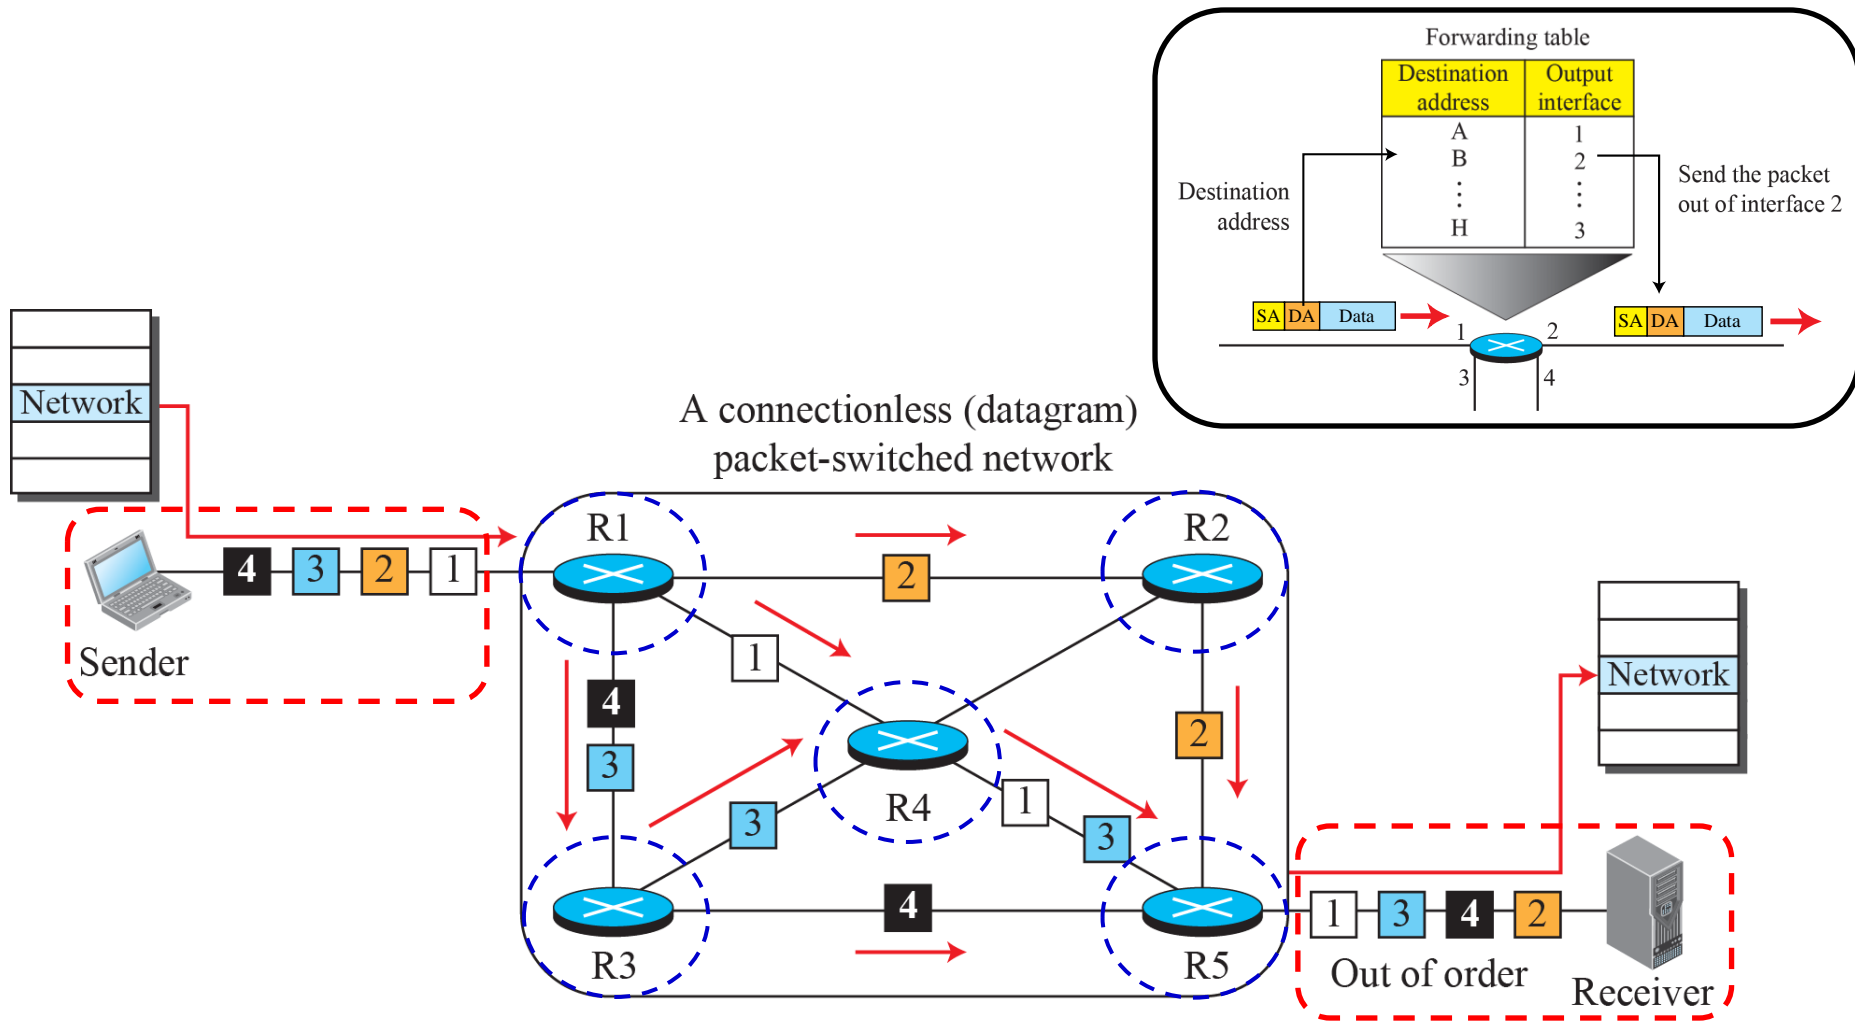 Forwarding table
Destination address
Output interface
A 1
B 2
⋮ ⋮
H 3
Destination address
Send the packet
out of interface 2
SA DA Data
SA DA Data
1 2
3 4
Network
A connectionless (datagram)
packet-switched network
Sender
4 3 2 1
R1
2
R2
1
4
3
2
R4
3
1
3
R3
4
R5
Network
1 3 4 2
Out of order
Receiver